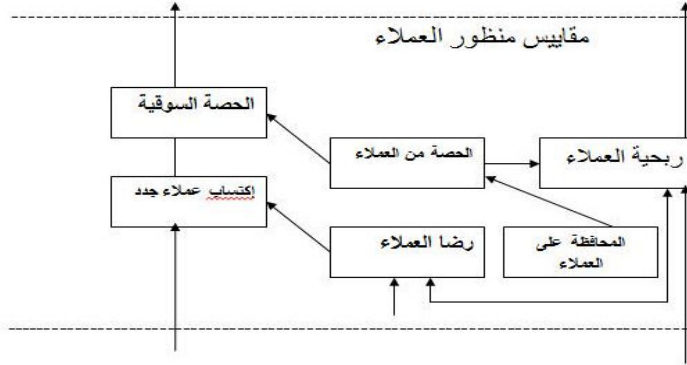 مقاييس منظور العملاء
الحصة السوقية
الحصة من العملاء
ربحية العملاء
إكتساب عملاء جدد
رضا العملاء
المحافظة على
العملاء